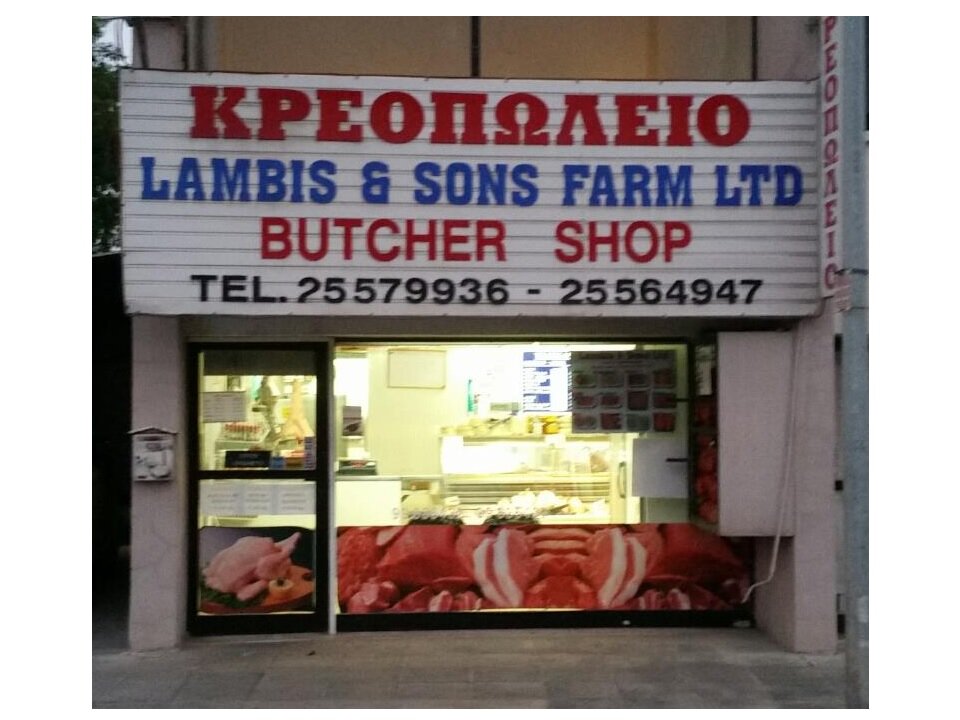 ΚΡΕΟΠΩΛΕΙΟ
LAMBIS & SONS FARM LTD
BUTCHER SHOP
TEL. 25579936 - 25564947
ΚΡΕΟΠΩΛΕΙΟ